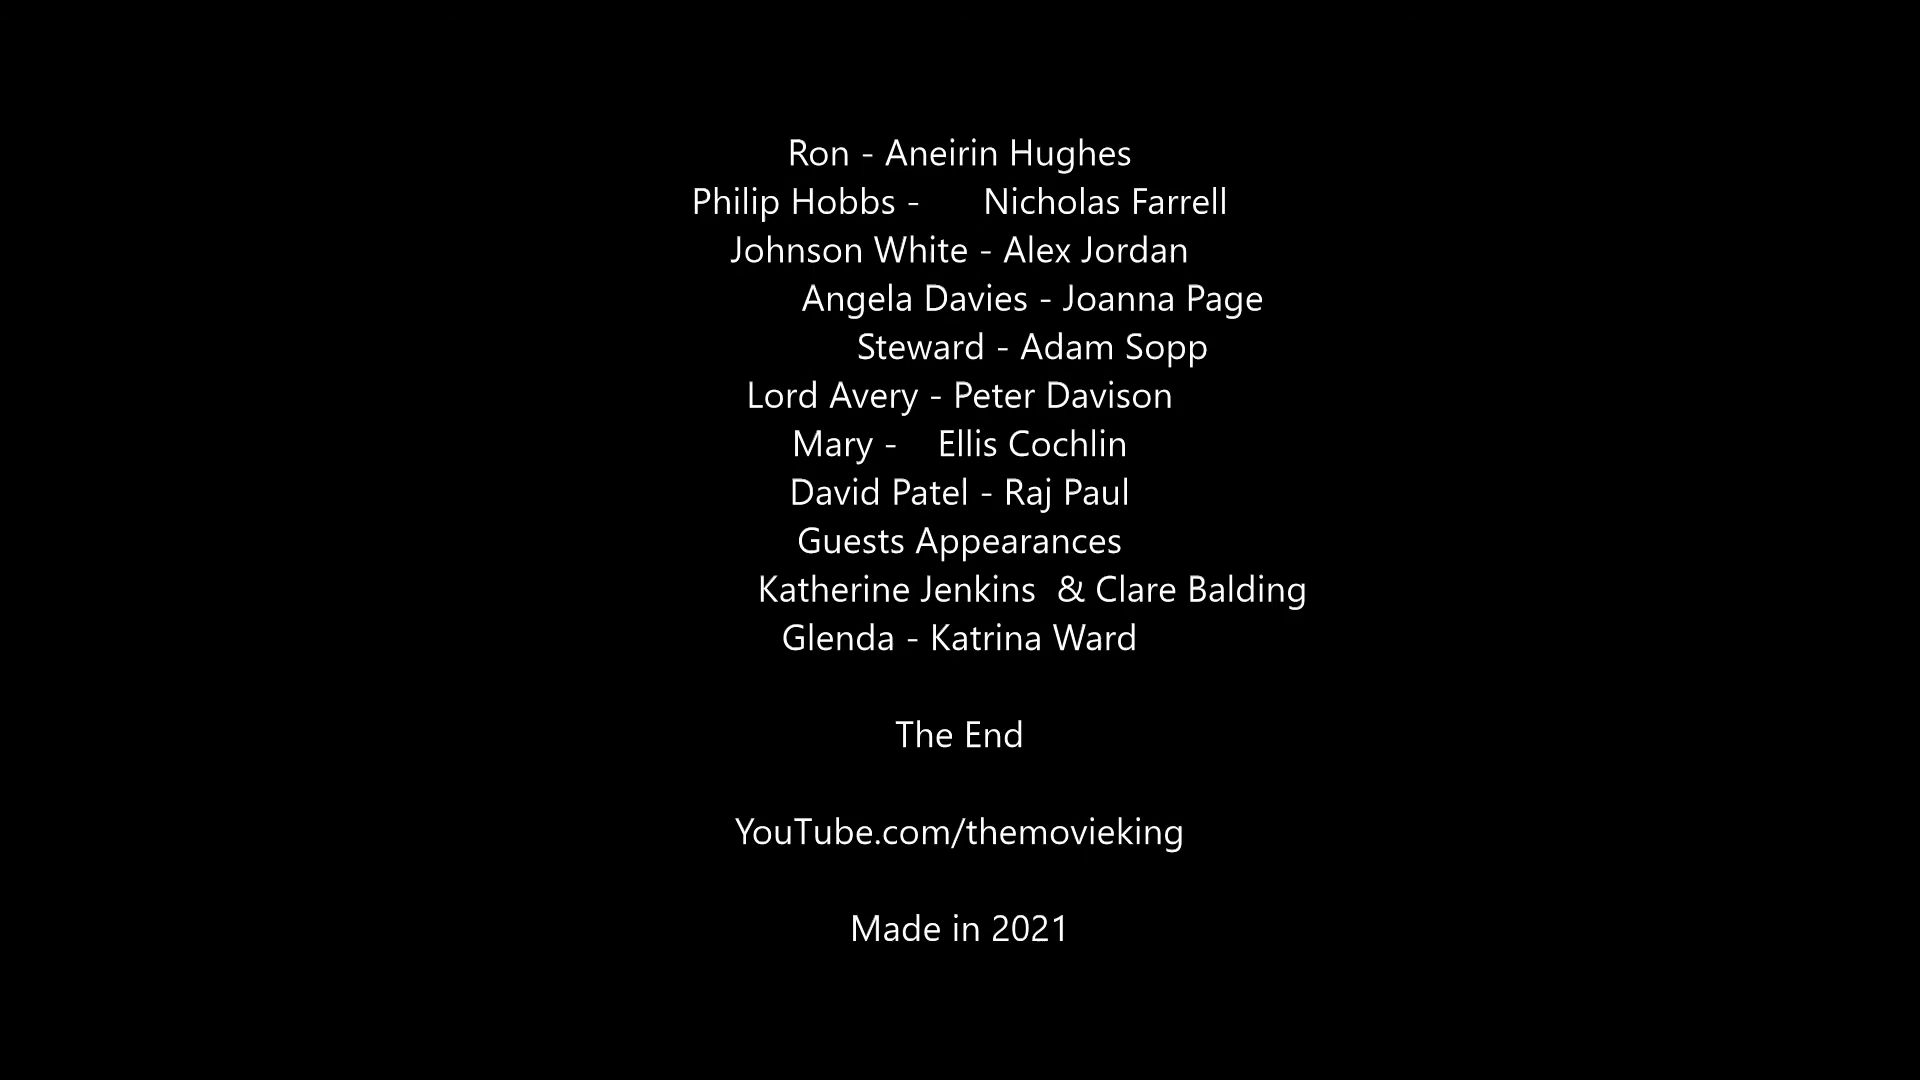 Ron - Aneirin Hughes
Philip Hobbs - Nicholas Farrell
Johnson White - Alex Jordan
Angela Davies - Joanna Page
Steward - Adam Sopp
Lord Avery - Peter Davison
Mary - Ellis Cochlin
David Patel - Raj Paul
Guests Appearances
Katherine Jenkins & Clare Balding
Glenda - Katrina Ward
The End
YouTube.com/themovieking
Made in 2021